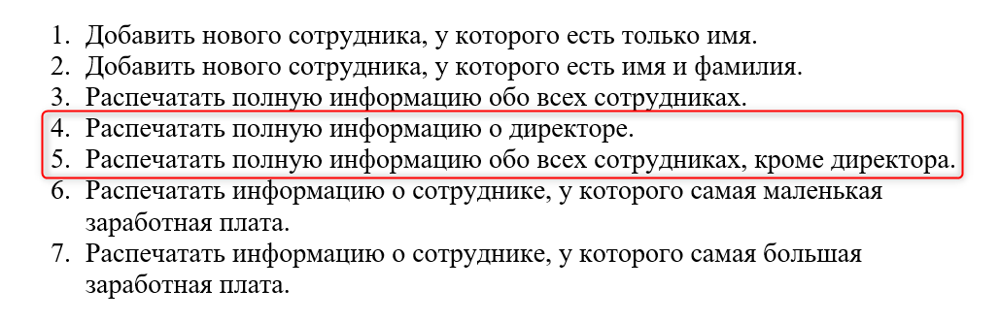 1. Добавить нового сотрудника, у которого есть только имя.
2. Добавить нового сотрудника, у которого есть имя и фамилия.
3. Распечатать полную информацию обо всех сотрудниках.
4. Распечатать полную информацию о директоре.
5. Распечатать полную информацию обо всех сотрудниках, кроме директора.
6. Распечатать информацию о сотруднике, у которого самая маленькая
заработная плата.
7. Распечатать информацию о сотруднике, у которого самая большая
заработная плата.